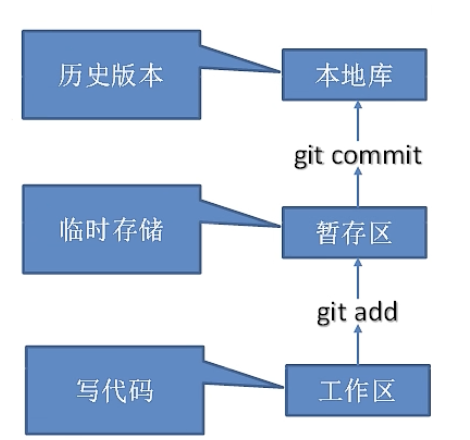 历史版本
本地库
git commit
临时存储
暂存区
git add
写代码
工作区